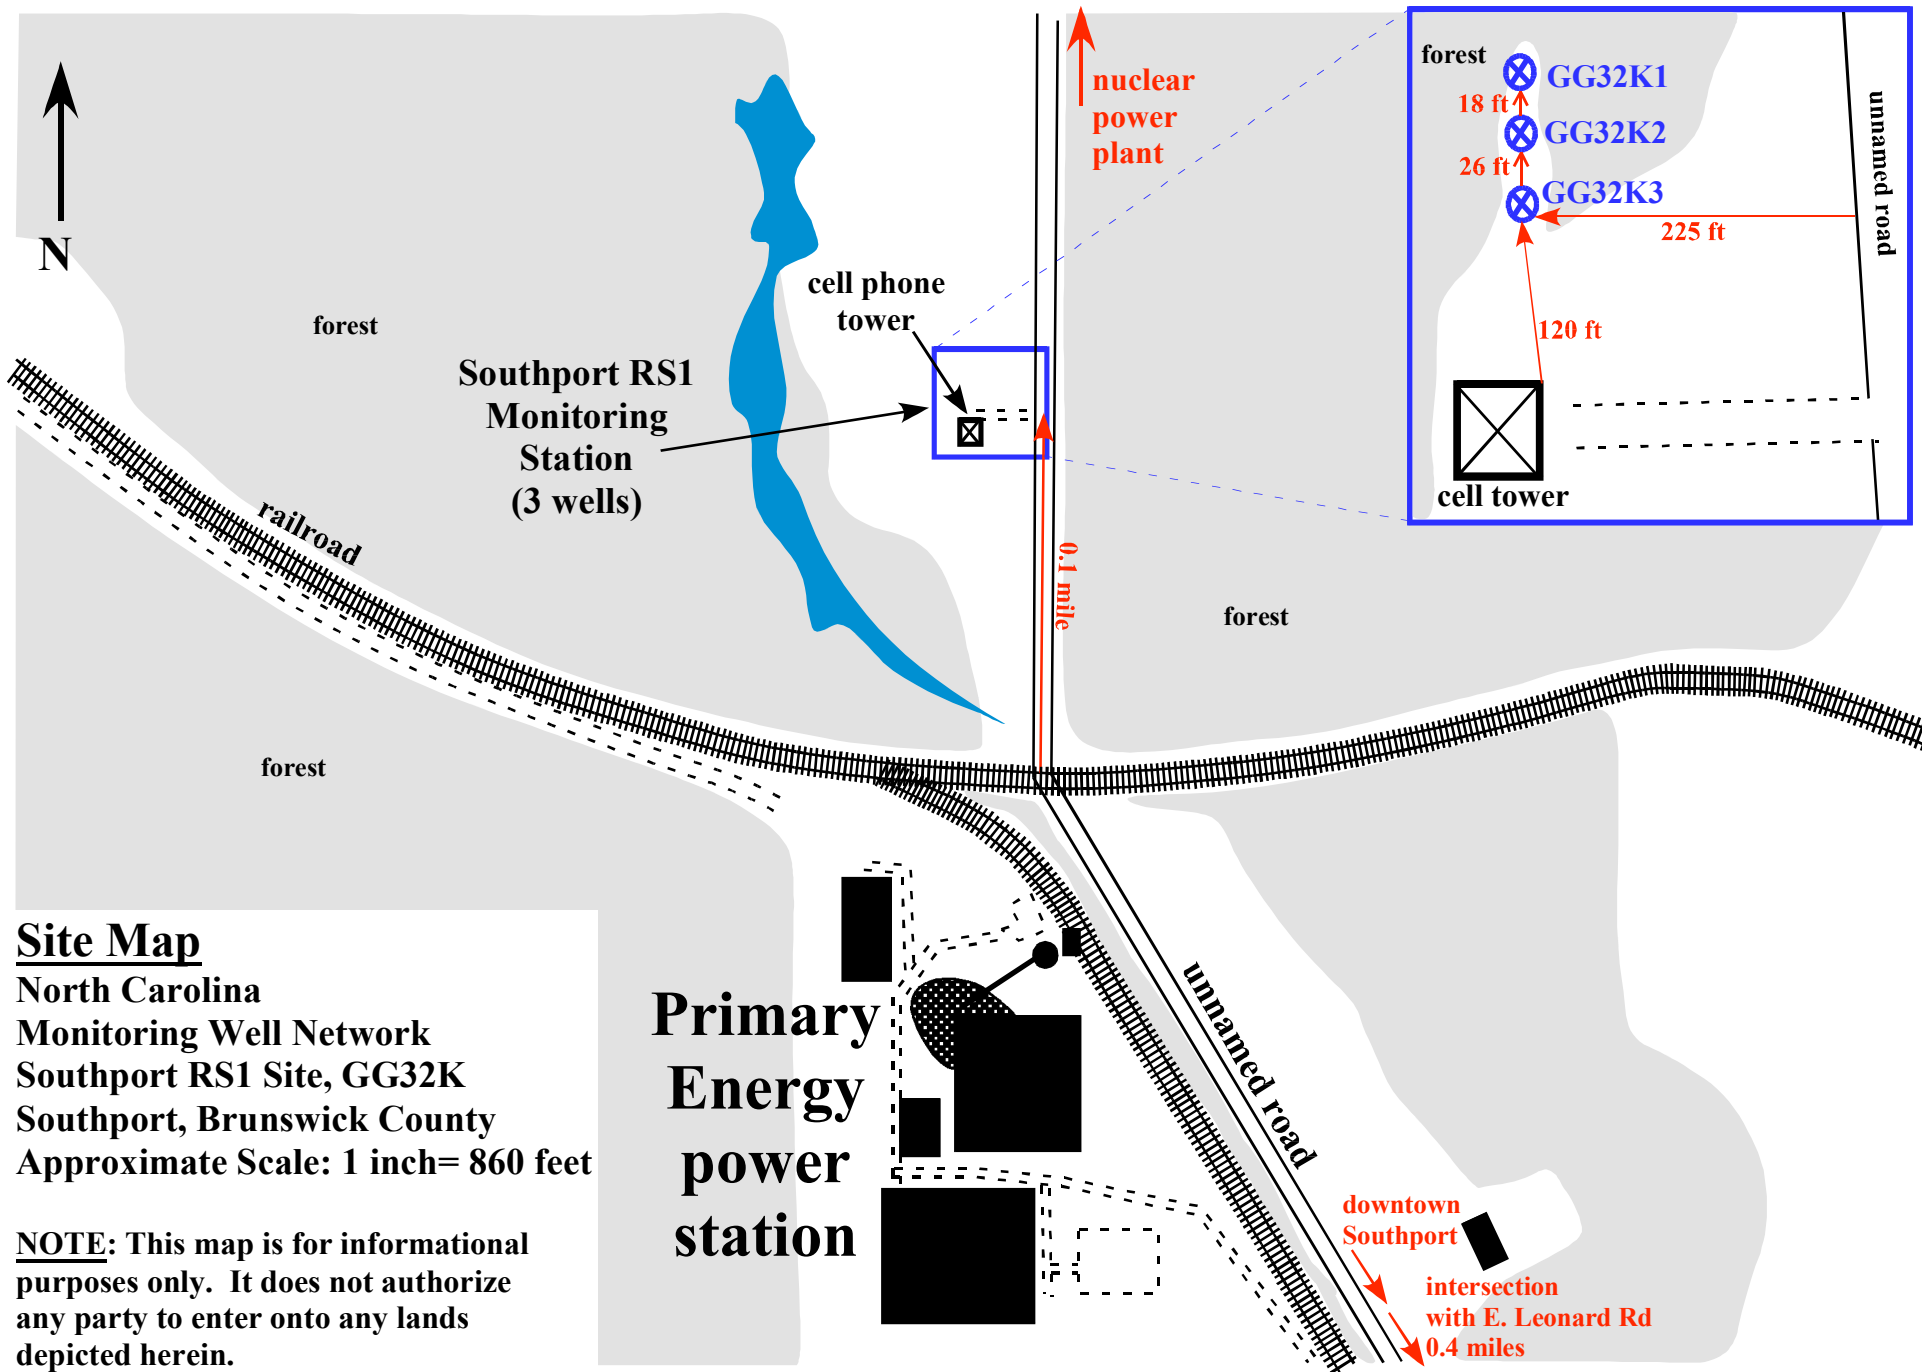 N
nuclear
power
plant
forest
GG32K1
18 ft
GG32K2
26 ft
GG32K3
225 ft
unnamed road
120 ft
cell tower
forest
cell phone
tower
Southport RS1
Monitoring
Station
(3 wells)
railroad
0.1 mile
forest
forest
Site Map
North Carolina
Monitoring Well Network
Southport RS1 Site, GG32K
Southport, Brunswick County
Approximate Scale: 1 inch= 860 feet
NOTE: This map is for informational
purposes only.  It does not authorize
any party to enter onto any lands
depicted herein.
Primary
Energy
power
station
unnamed road
downtown
Southport
intersection
with E. Leonard Rd
0.4 miles